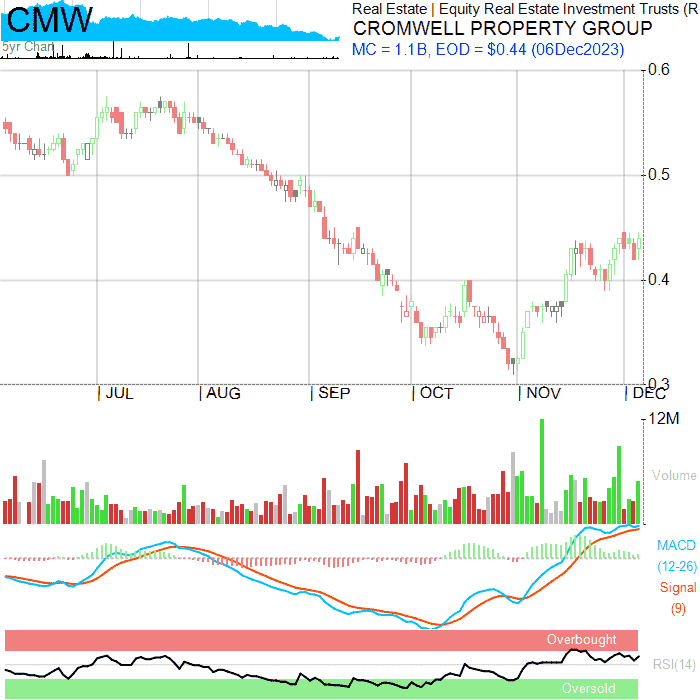 CMW
5yr Chart
Real Estate | Equity Real Estate Investment Trusts (R
CROMWELL PROPERTY GROUP
MC = 1.1B, EOD = $0.44 (06Dec2023)
0.6
0.5
0.4
0.3
JUL
AUG
SEP
OCT
NOV
DEC
12M
Volume
MACD
(12-26)
Signal
(9)
Overbought
RSI(14)
Oversold